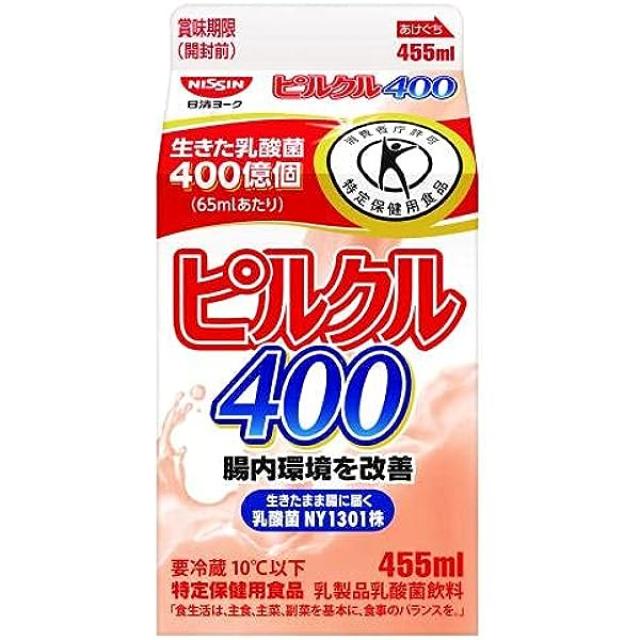 賞味期限
(開封前)
あけぐち
455ml
NISSIN
日清ヨーク
ピルクル400
生きた乳酸菌
400億個
(65mlあたり)
消費者庁許可
特定保健用食品
ピルクル
400
腸内環境を改善
生きたまま腸に届く
乳酸菌 NY1301株
要冷蔵 10℃以下
455ml
特定保健用食品 乳製品乳酸菌飲料
「食生活は、主食、主菜、副菜を基本に、食事のバランスを。」